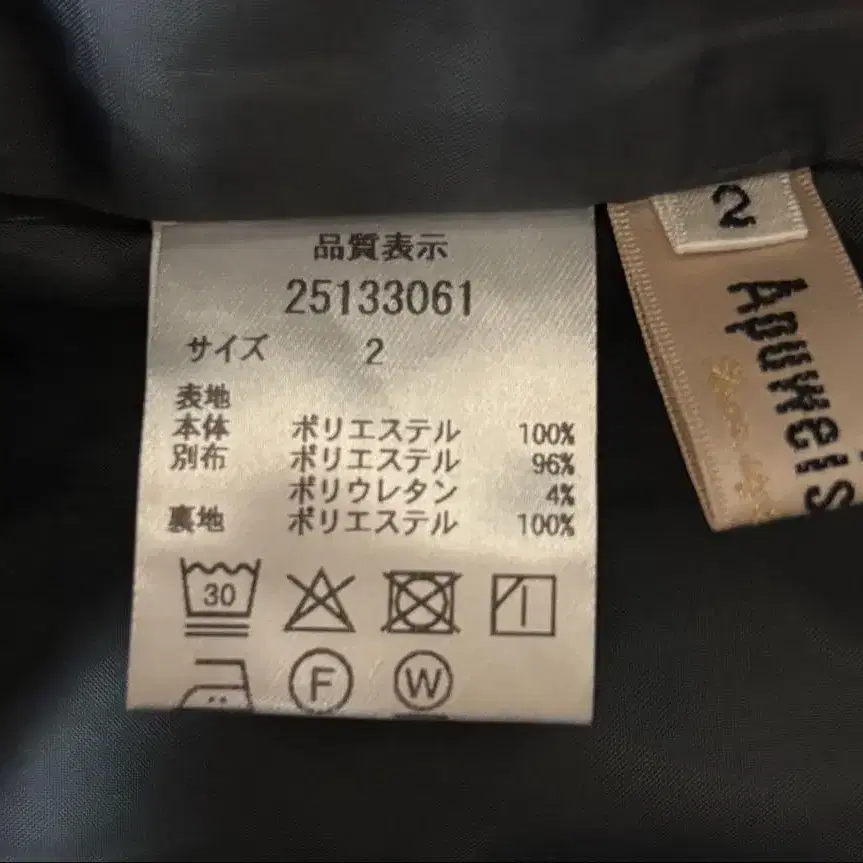 品質表示
25133061
サイズ 2
表地
本体 ポリエステル 100%
別布 ポリエステル 96%
ポリウレタン 4%
裏地 ポリエステル 100%
30
F W
2
Apuweis